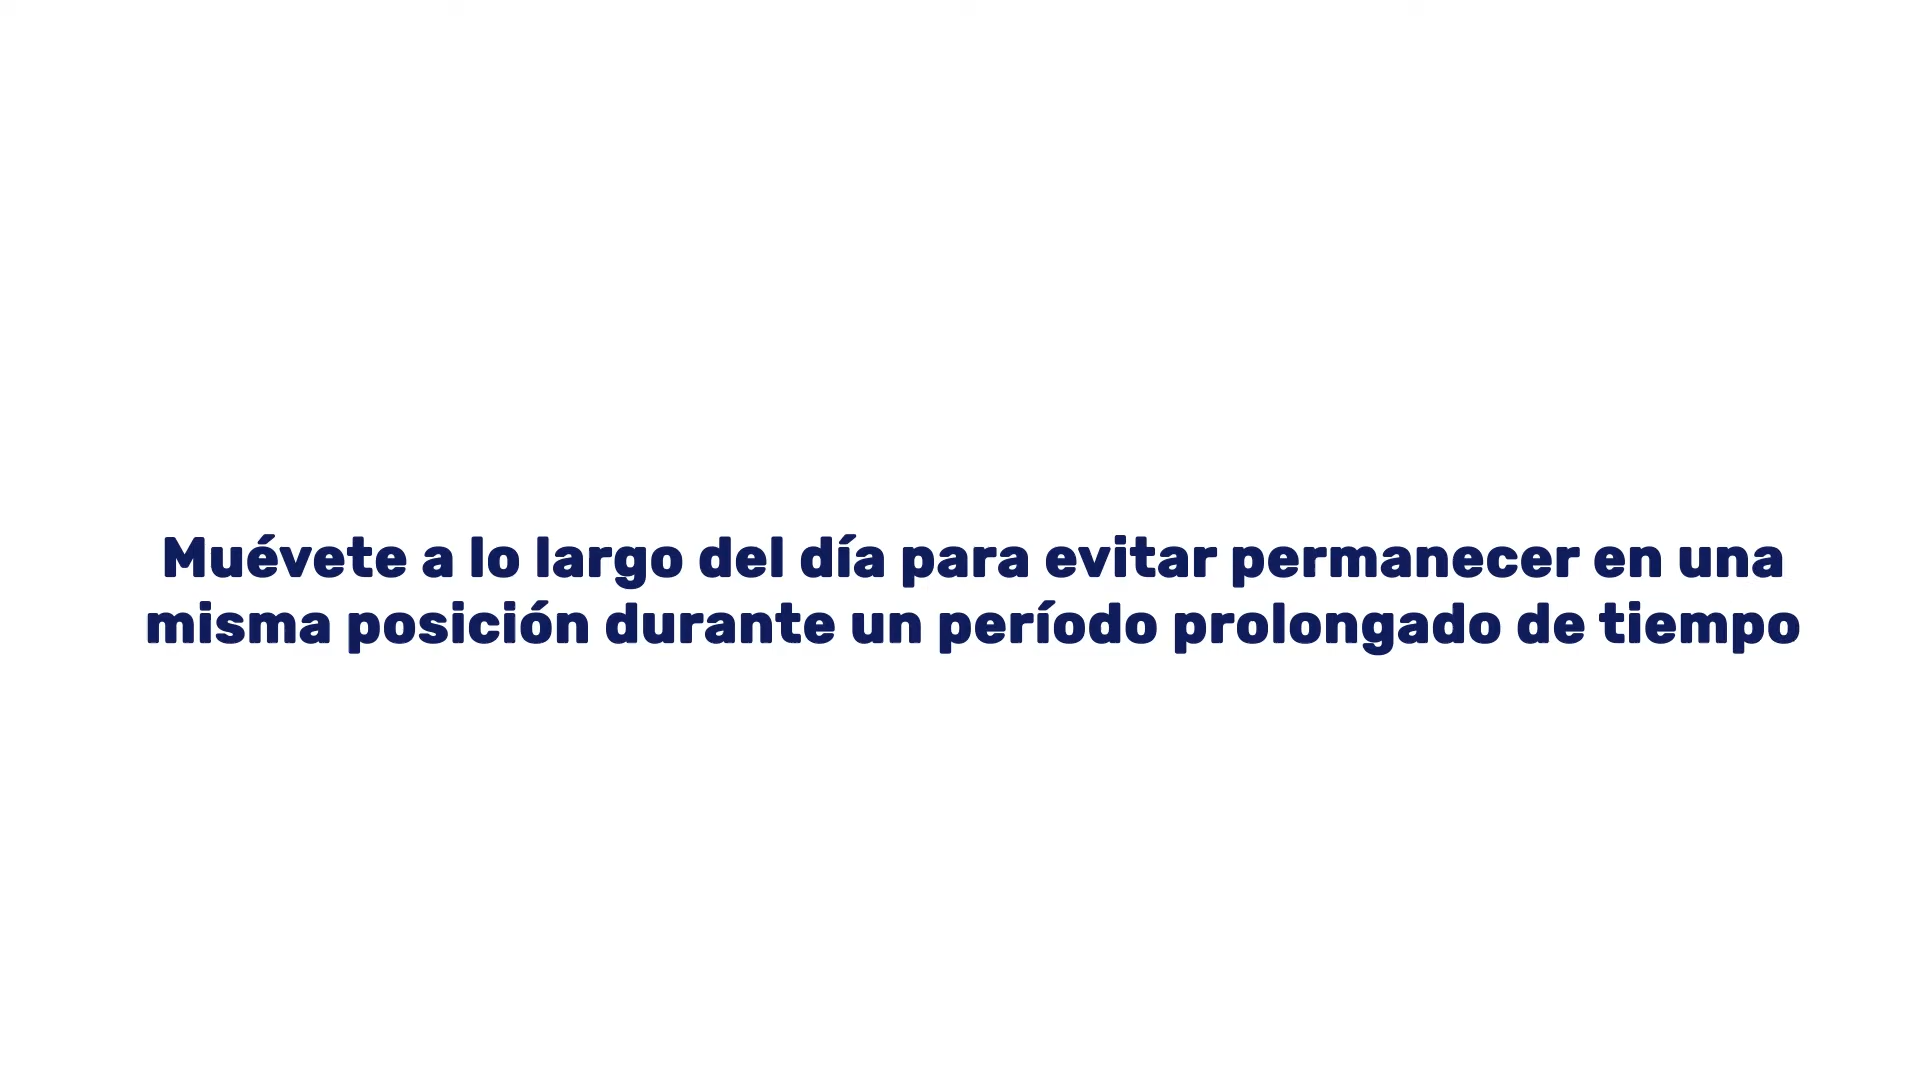 Muévete a lo largo del día para evitar permanecer en una
misma posición durante un período prolongado de tiempo